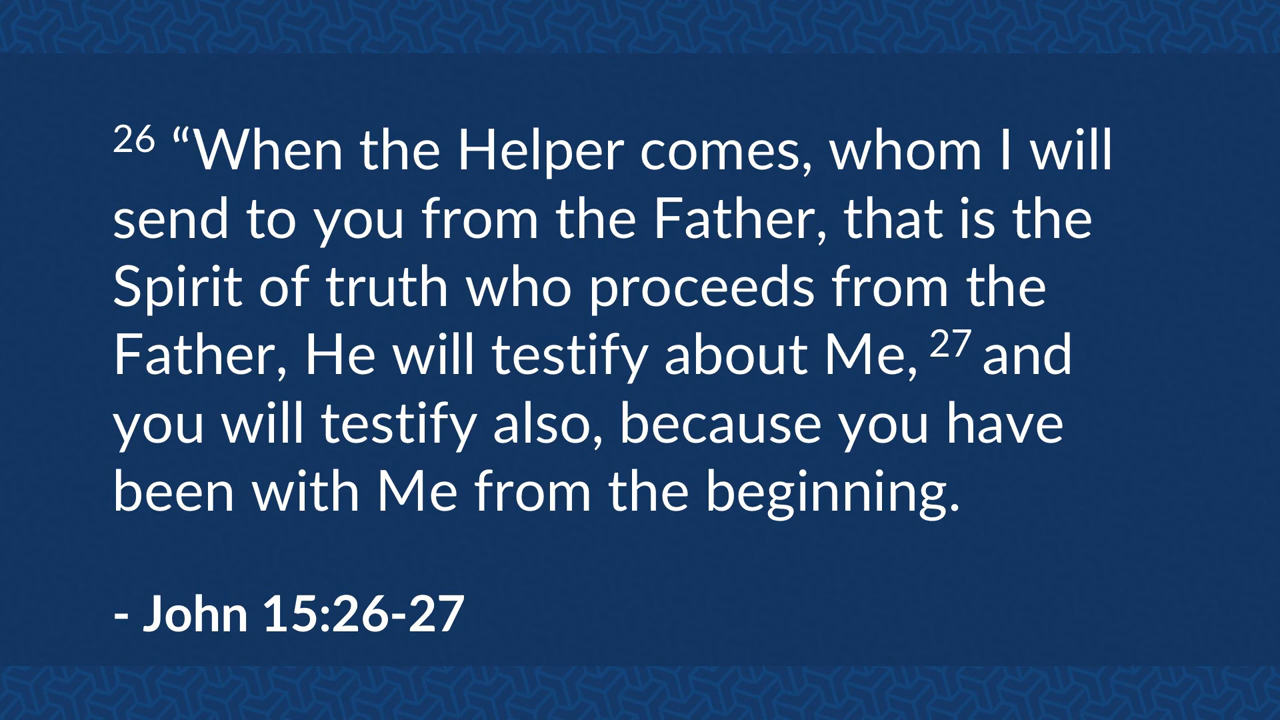 26 “When the Helper comes, whom I will
send to you from the Father, that is the
Spirit of truth who proceeds from the
Father, He will testify about Me, 27 and
you will testify also, because you have
been with Me from the beginning.
- John 15:26-27